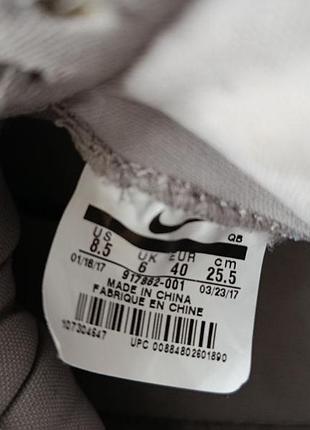 QB
US UK EUR cm
8.5 6 40 25.5
01/18/17 03/23/17
917862-001
MADE IN CHINA
FABRIQUE EN CHINE
107304647
UPC 00884802601890